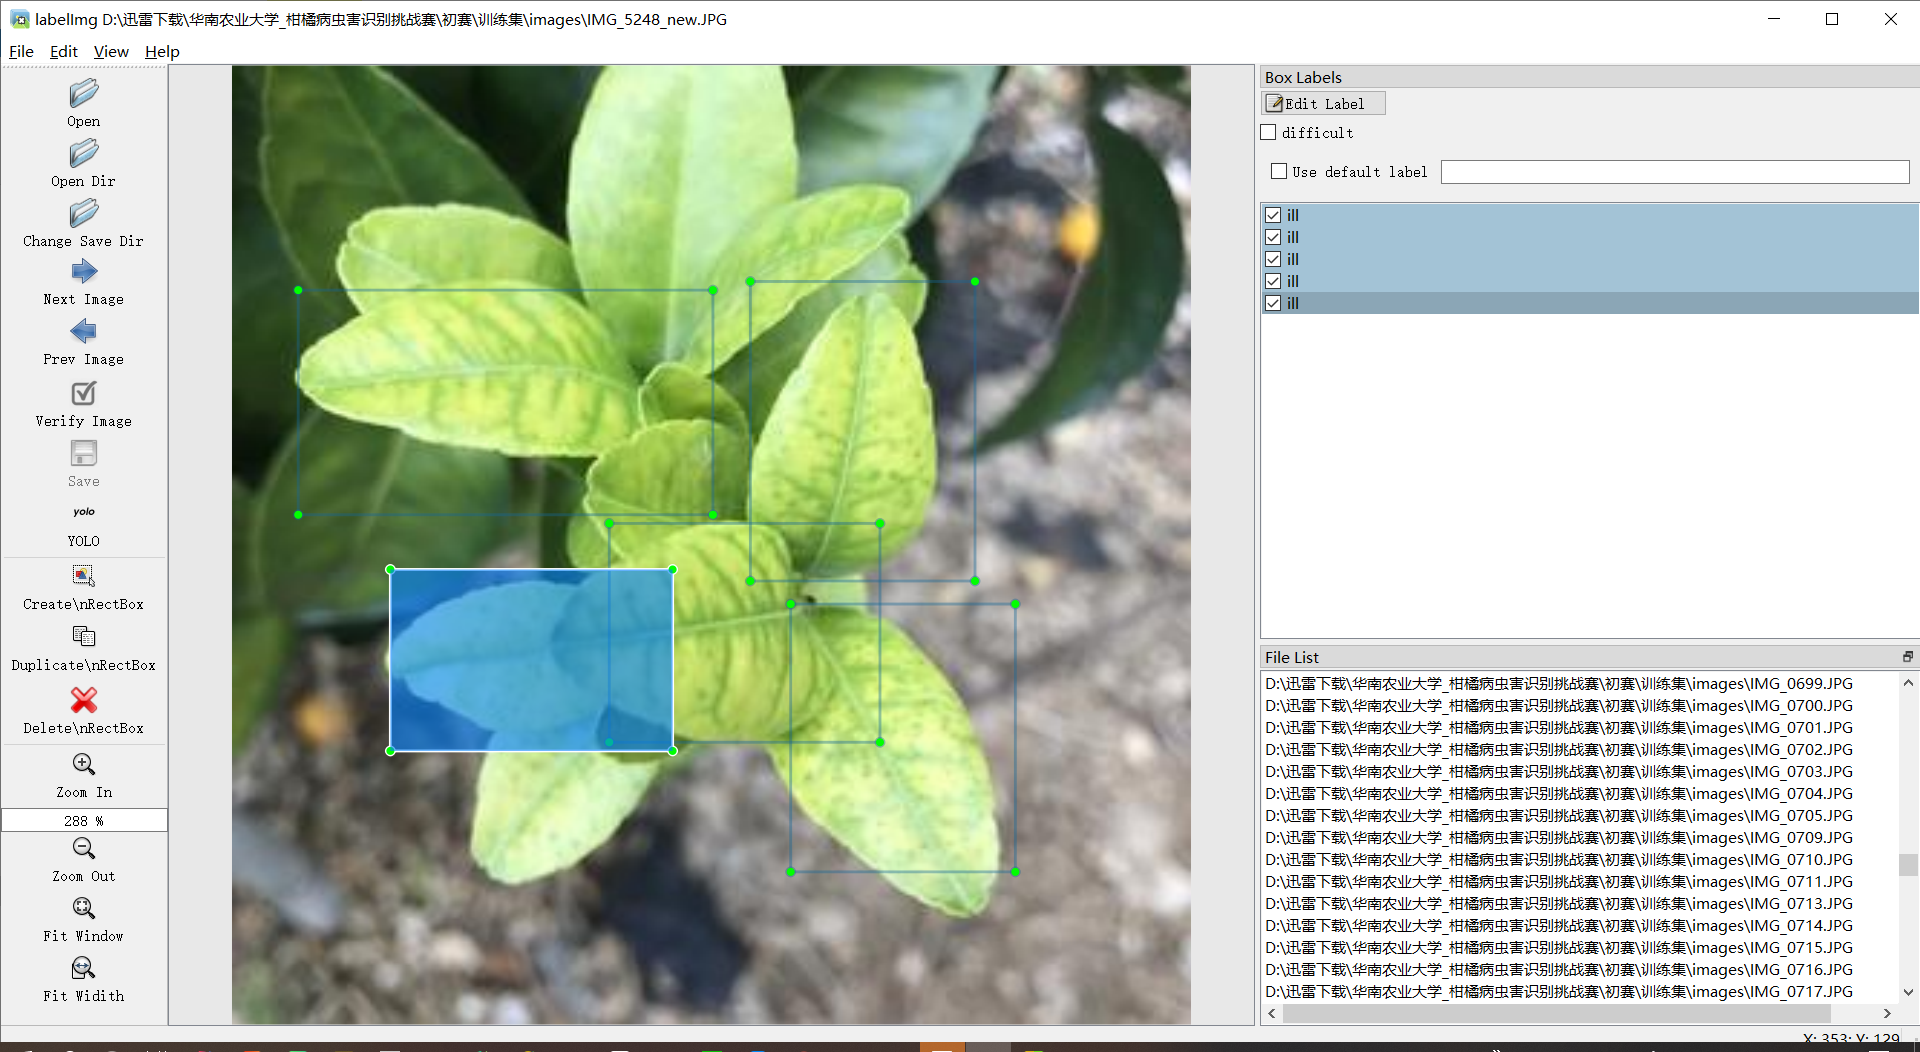 labelImg D:\迅雷下载\华南农业大学_柑橘病虫害识别挑战赛\初赛\训练集\images\IMG_5248_new.JPG
File Edit View Help
Open
Open Dir
Change Save Dir
Next Image
Prev Image
Verify Image
Save
yolo
YOLO
Create\nRectBox
Duplicate\nRectBox
Delete\nRectBox
Zoom In
288 %
Zoom Out
Fit Window
Fit Widith
Box Labels
Edit Label
difficult
Use default label
ill
ill
ill
ill
ill
File List
D:\迅雷下载\华南农业大学_柑橘病虫害识别挑战赛\初赛\训练集\images\IMG_0699.JPG
D:\迅雷下载\华南农业大学_柑橘病虫害识别挑战赛\初赛\训练集\images\IMG_0700.JPG
D:\迅雷下载\华南农业大学_柑橘病虫害识别挑战赛\初赛\训练集\images\IMG_0701.JPG
D:\迅雷下载\华南农业大学_柑橘病虫害识别挑战赛\初赛\训练集\images\IMG_0702.JPG
D:\迅雷下载\华南农业大学_柑橘病虫害识别挑战赛\初赛\训练集\images\IMG_0703.JPG
D:\迅雷下载\华南农业大学_柑橘病虫害识别挑战赛\初赛\训练集\images\IMG_0704.JPG
D:\迅雷下载\华南农业大学_柑橘病虫害识别挑战赛\初赛\训练集\images\IMG_0705.JPG
D:\迅雷下载\华南农业大学_柑橘病虫害识别挑战赛\初赛\训练集\images\IMG_0709.JPG
D:\迅雷下载\华南农业大学_柑橘病虫害识别挑战赛\初赛\训练集\images\IMG_0710.JPG
D:\迅雷下载\华南农业大学_柑橘病虫害识别挑战赛\初赛\训练集\images\IMG_0711.JPG
D:\迅雷下载\华南农业大学_柑橘病虫害识别挑战赛\初赛\训练集\images\IMG_0713.JPG
D:\迅雷下载\华南农业大学_柑橘病虫害识别挑战赛\初赛\训练集\images\IMG_0714.JPG
D:\迅雷下载\华南农业大学_柑橘病虫害识别挑战赛\初赛\训练集\images\IMG_0715.JPG
D:\迅雷下载\华南农业大学_柑橘病虫害识别挑战赛\初赛\训练集\images\IMG_0716.JPG
D:\迅雷下载\华南农业大学_柑橘病虫害识别挑战赛\初赛\训练集\images\IMG_0717.JPG
X: 353; Y: 129